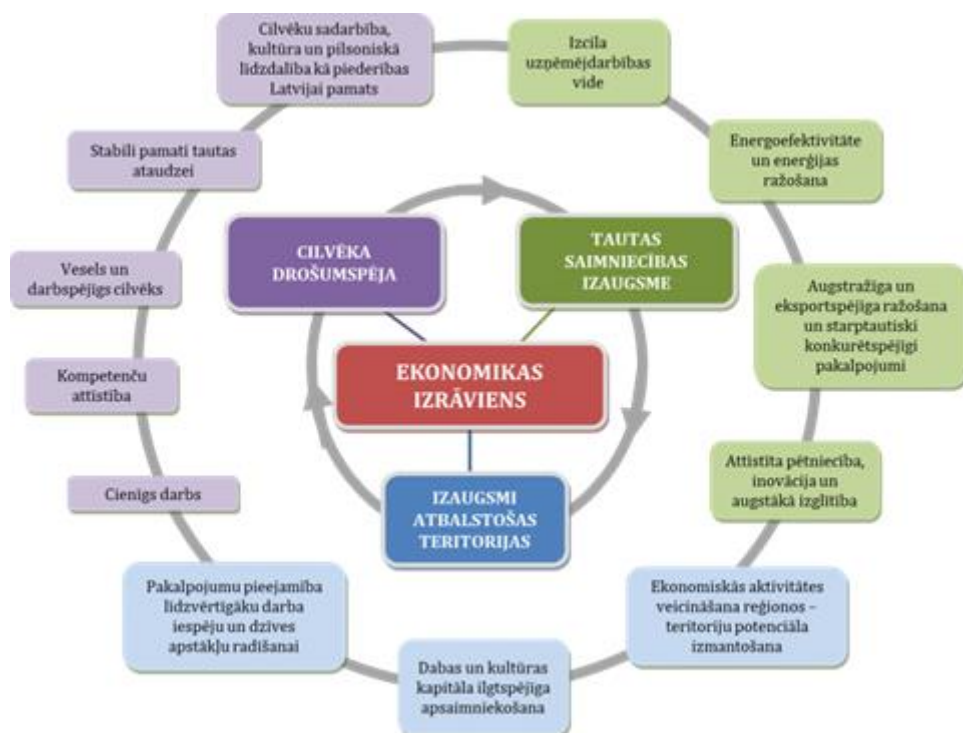 Cilvēku sadarbība,
kultūra un pilsoniskā
līdzdalība kā piederības
Latvijai pamats
Izcila
uzņēmējdarbības
vide
Stabili pamati tautas
ataudzei
Energoefektivitāte
un enerģijas
ražošana
CILVĒKA
DROŠUMSPĒJA
TAUTAS
SAIMNIECĪBAS
IZAUGSME
Vesels un
darbspējīgs cilvēks
Augstražīga un
eksportspējīga ražošana
un starptautiski
konkurētspējīgi
pakalpojumi
EKONOMIKAS
IZRĀVIENS
Kompetenču
attīstība
Attīstīta pētniecība,
inovācija un
augstākā izglītība
Cienīgs darbs
IZAUGSMI
ATBALSTOŠAS
TERITORIJAS
Pakalpojumu pieejamība
līdzvērtīgāku darba
iespēju un dzīves
apstākļu radīšanai
Ekonomiskās aktivitātes
veicināšana reģionos –
teritoriju potenciāla
izmantošana
Dabas un kultūras
kapitāla ilgtspējīga
apsaimniekošana